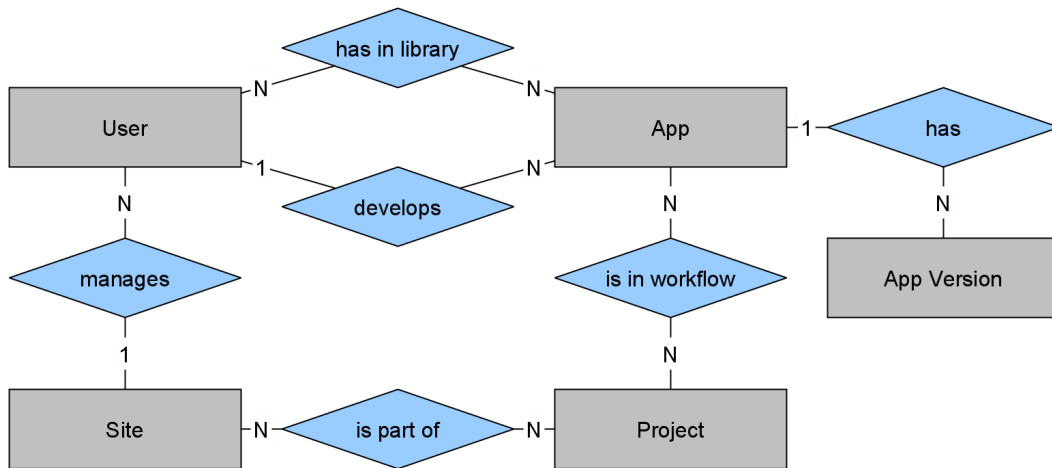 has in library
N
N
User
App
1
has
1
N
develops
N
N
N
manages
is in workflow
App Version
1
N
Site
N
is part of
N
Project